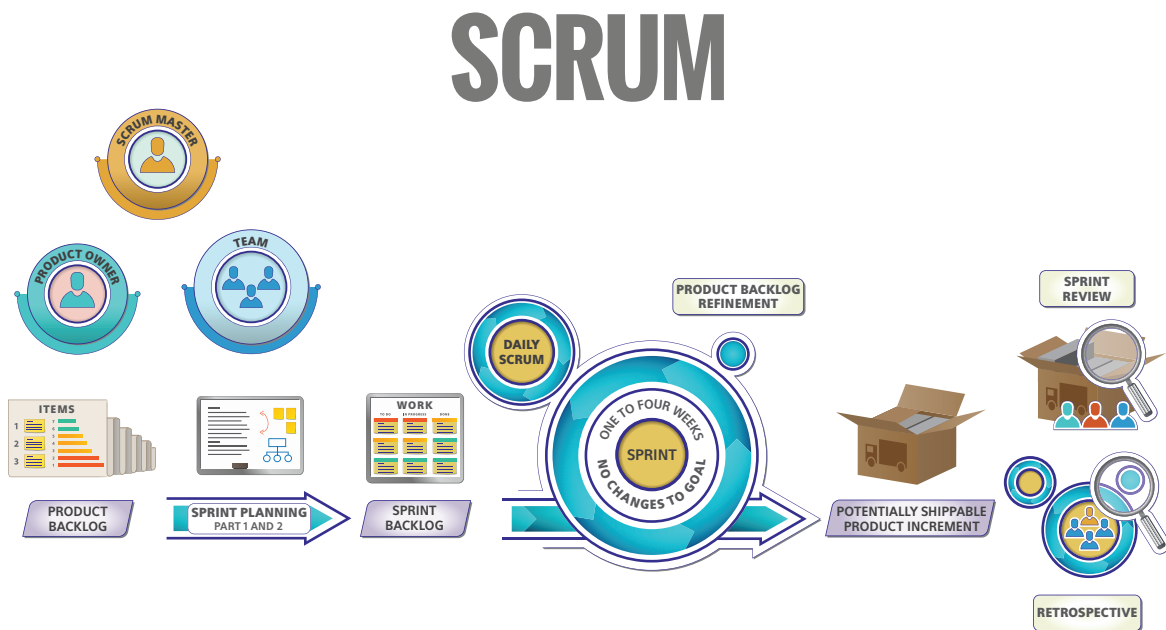 SCRUM
SCRUM MASTER
PRODUCT OWNER
TEAM
PRODUCT BACKLOG
REFINEMENT
SPRINT
REVIEW
DAILY
SCRUM
ITEMS
1
2
3
WORK
TO DO IN PROGRESS DONE
ONE TO FOUR WEEKS
SPRINT
NO CHANGES TO GOAL
PRODUCT
BACKLOG
SPRINT PLANNING
PART 1 AND 2
SPRINT
BACKLOG
POTENTIALLY SHIPPABLE
PRODUCT INCREMENT
RETROSPECTIVE